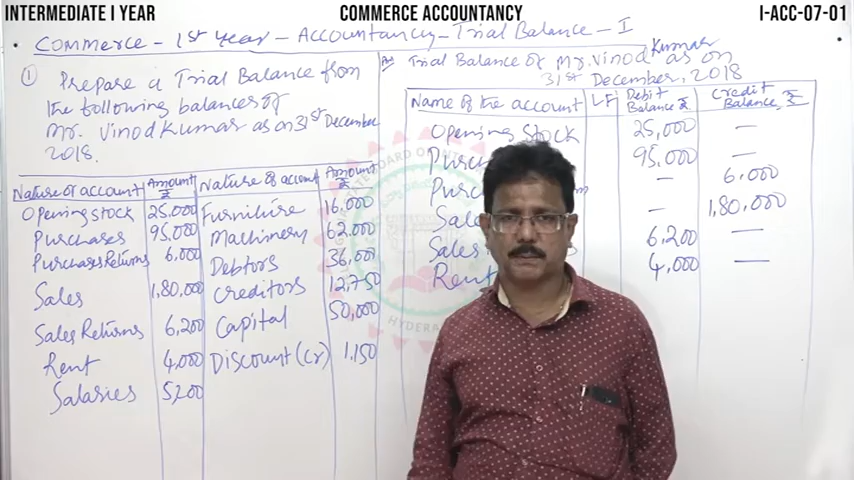 INTERMEDIATE I YEAR
COMMERCE ACCOUNTANCY
I-ACC-07-01
Commerce - 1st Year - Accountancy - Trial Balance - I
① Prepare a Trial Balance from
the following balances of
Mr. Vinod Kumar as on 31st December
2018.
Nature of account Amount ₹ Nature of account Amount ₹
Opening stock 25,000 Furniture 16,000
Purchases 95,000 Machinery 62,000
Purchases Returns 6,000 Debtors 36,000
Sales 1,80,000 Creditors 12,750
Sales Returns 6,200 Capital 50,000
Rent 4,000 Discount (Cr) 1,150
Salaries 5200
Trial Balance of Mr. Vinod Kumar as on
31st December, 2018
Name of the account LF Debit Balance ₹ Credit Balance, ₹
Opening Stock 25,000 —
95,000 —
— 6,000
— 1,80,000
Sales 6,200 —
Rent 4,000 —
HYDERA